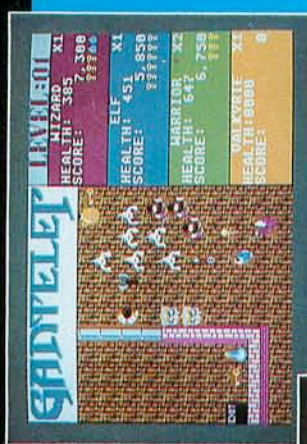 GAUNTLET
LEVEL:01
WIZARD X1
HEALTH: 385
SCORE: 7,380
ELF X1
HEALTH: 451
SCORE: 5,850
WARRIOR X2
HEALTH: 647
SCORE: 6,750
VALKYRIE X1
HEALTH:0000
SCORE: 0